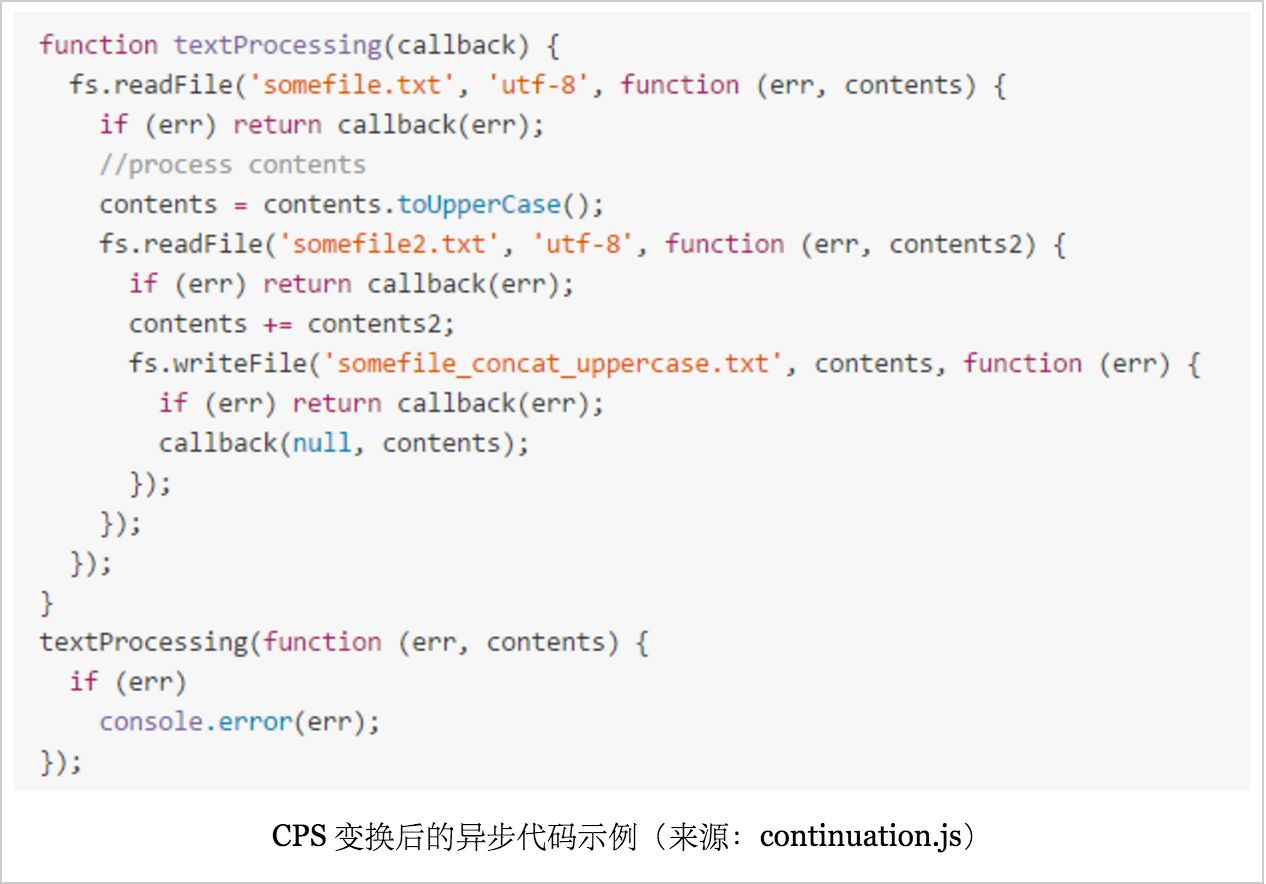 function textProcessing(callback) {
  fs.readFile('somefile.txt', 'utf-8', function (err, contents) {
    if (err) return callback(err);
    //process contents
    contents = contents.toUpperCase();
    fs.readFile('somefile2.txt', 'utf-8', function (err, contents2) {
      if (err) return callback(err);
      contents += contents2;
      fs.writeFile('somefile_concat_uppercase.txt', contents, function (err) {
        if (err) return callback(err);
        callback(null, contents);
      });
    });
  });
}
textProcessing(function (err, contents) {
  if (err)
    console.error(err);
});
CPS 变换后的异步代码示例（来源：continuation.js）